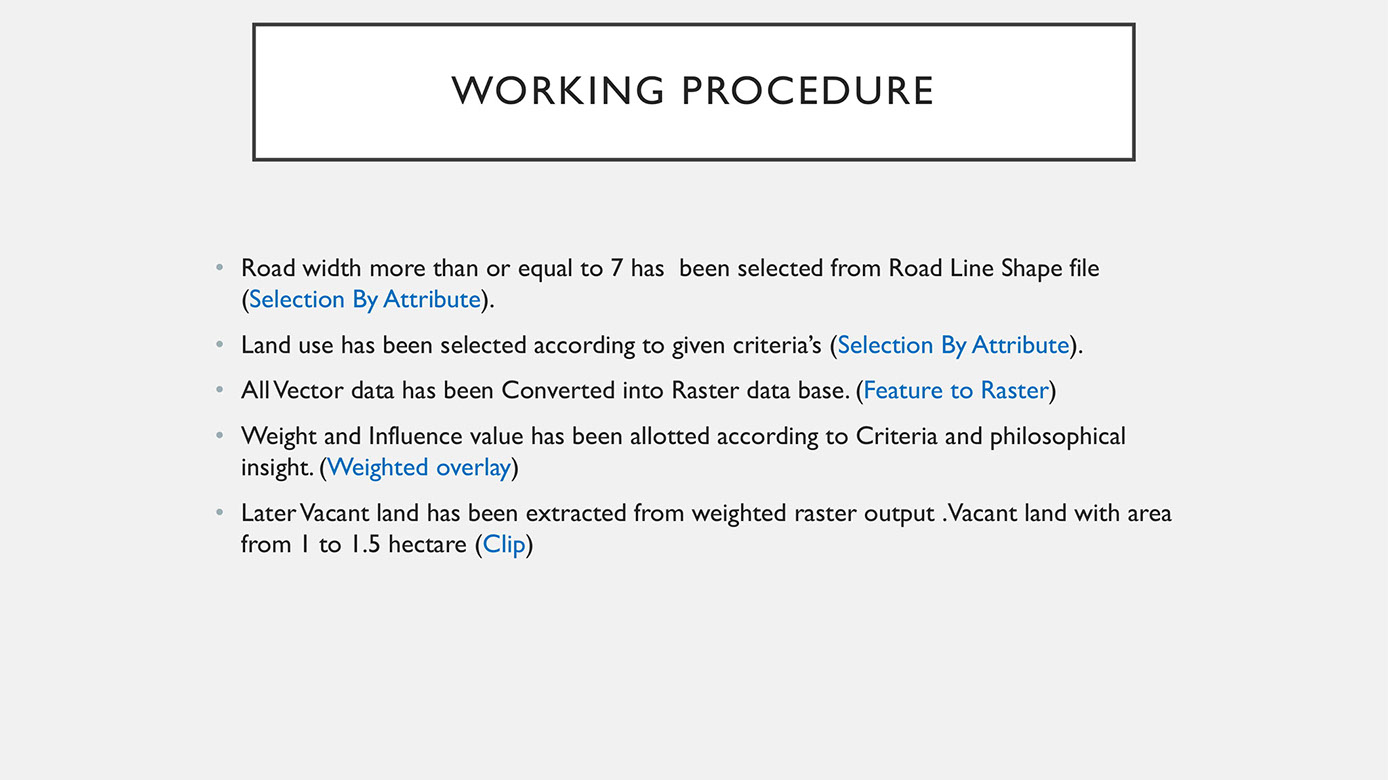 WORKING PROCEDURE
• Road width more than or equal to 7 has  been selected from Road Line Shape file
(Selection By Attribute).
• Land use has been selected according to given criteria’s (Selection By Attribute).
• All Vector data has been Converted into Raster data base. (Feature to Raster)
• Weight and Influence value has been allotted according to Criteria and philosophical
insight. (Weighted overlay)
• Later Vacant land has been extracted from weighted raster output .Vacant land with area
from 1 to 1.5 hectare (Clip)